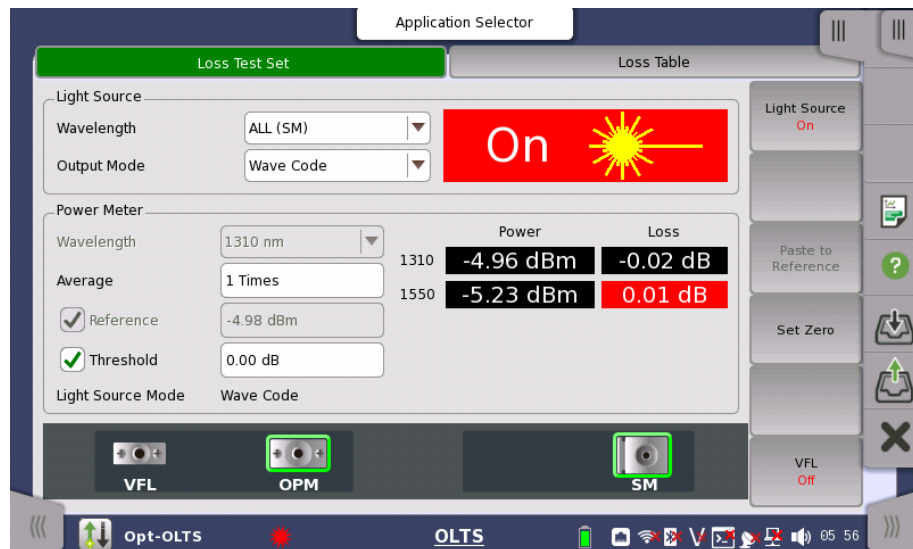 Application Selector
Loss Test Set
Loss Table
Light Source
Wavelength
ALL (SM)
Output Mode
Wave Code
On
Light Source
On
Power Meter
Wavelength
1310 nm
Average
1 Times
Reference
-4.98 dBm
Threshold
0.00 dB
Light Source Mode
Wave Code
Power Loss
1310 -4.96 dBm -0.02 dB
1550 -5.23 dBm 0.01 dB
Paste to
Reference
Set Zero
VFL
Off
VFL
OPM
SM
Opt-OLTS
OLTS
05 56